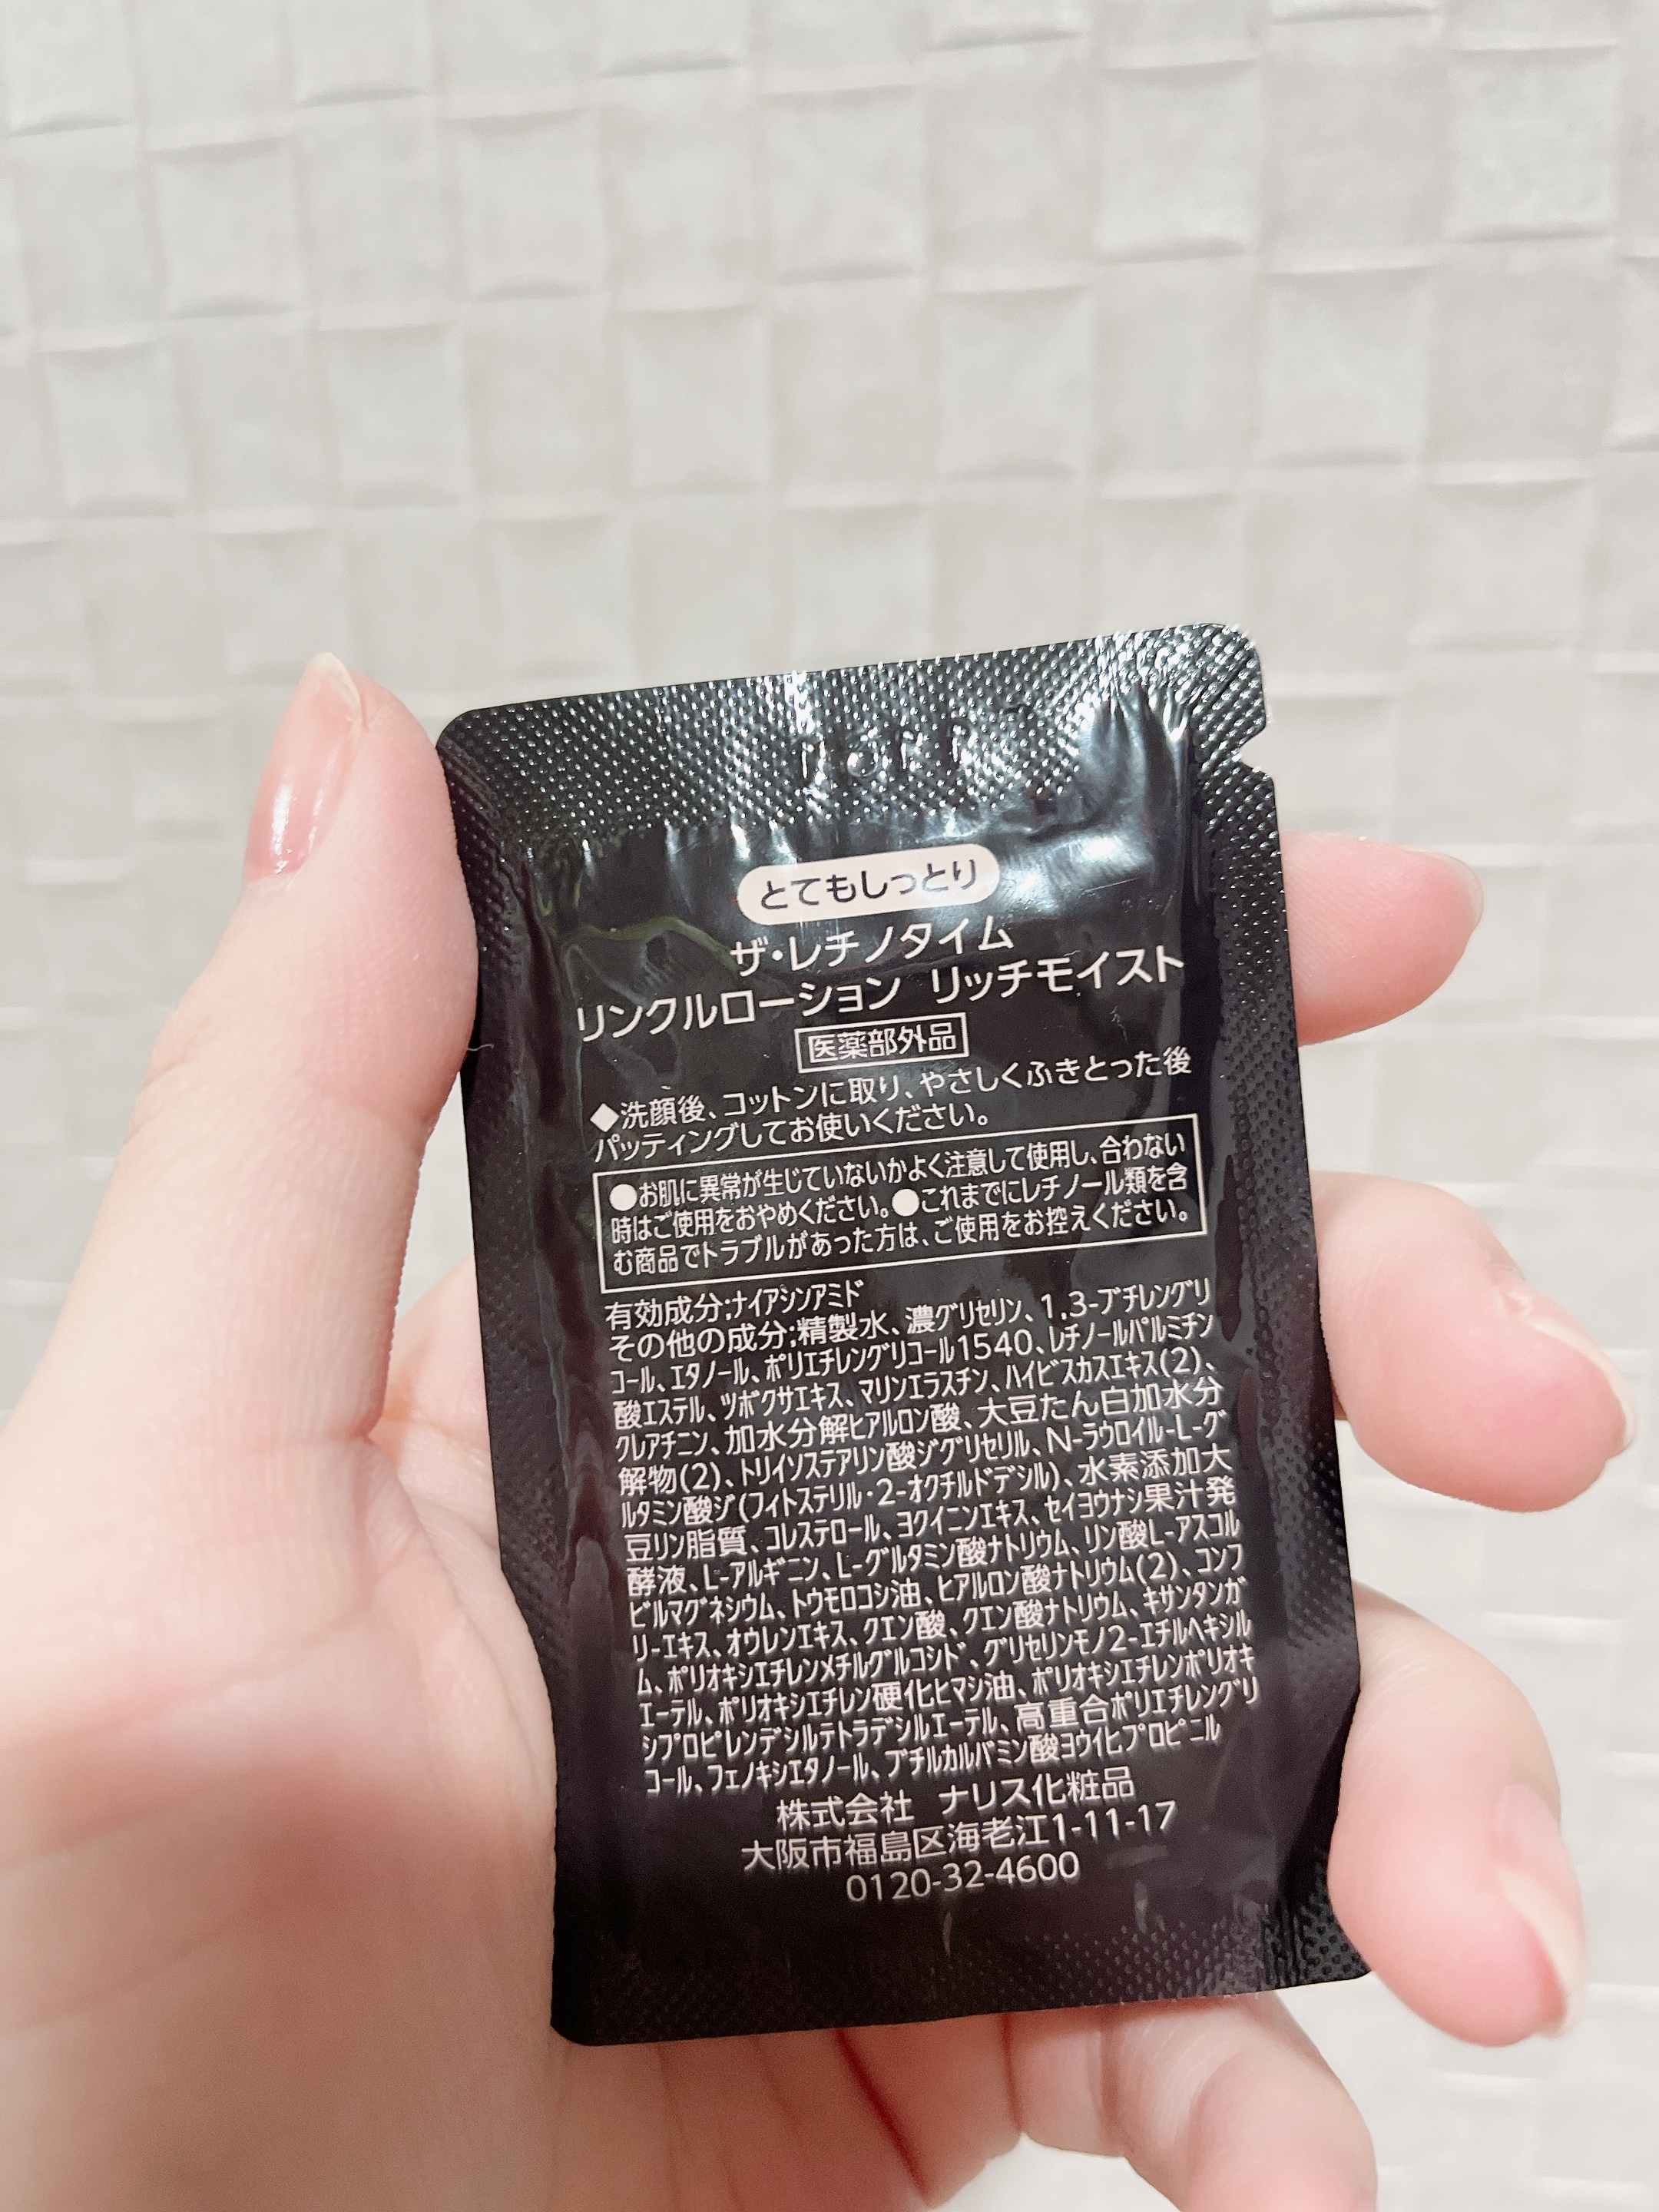 とてもしっとり
ザ・レチノタイム
リンクルローション リッチモイスト
医薬部外品
◆洗顔後、コットンに取り、やさしくふきとった後
パッティングしてお使いください。
●お肌に異常が生じていないかよく注意して使用し、合わない
時はご使用をおやめください。●これまでにレチノール類を含
む商品でトラブルがあった方は、ご使用をお控えください。
有効成分;ナイアシンアミド
その他の成分;精製水、濃グリセリン、1,3-ブチレングリ
コール、エタノール、ポリエチレングリコール1540、レチノールパルミチン
酸エステル、ツボクサエキス、マリンエラスチン、ハイビスカスエキス(2)、
クレアチニン、加水分解ヒアルロン酸、大豆たん白加水分
解物(2)、トリイソステアリン酸ジグリセリル、N-ラウロイル-L-グ
ルタミン酸ジ(フィトステリル・2-オクチルドデシル)、水素添加大
豆リン脂質、コレステロール、ヨクイニンエキス、セイヨウナシ果汁発
酵液、L-アルギニン、L-グルタミン酸ナトリウム、リン酸L-アスコル
ビルマグネシウム、トウモロコシ油、ヒアルロン酸ナトリウム(2)、コンフ
リーエキス、オウレンエキス、クエン酸、クエン酸ナトリウム、キサンタンガ
ム、ポリオキシエチレンメチルグルコシド、グリセリンモノ2-エチルヘキシル
エーテル、ポリオキシエチレン硬化ヒマシ油、ポリオキシエチレンポリオキ
シプロピレンデシルテトラデシルエーテル、高重合ポリエチレングリ
コール、フェノキシエタノール、ブチルカルバミン酸ヨウ化プロピニル
株式会社 ナリス化粧品
大阪市福島区海老江1-11-17
0120-32-4600